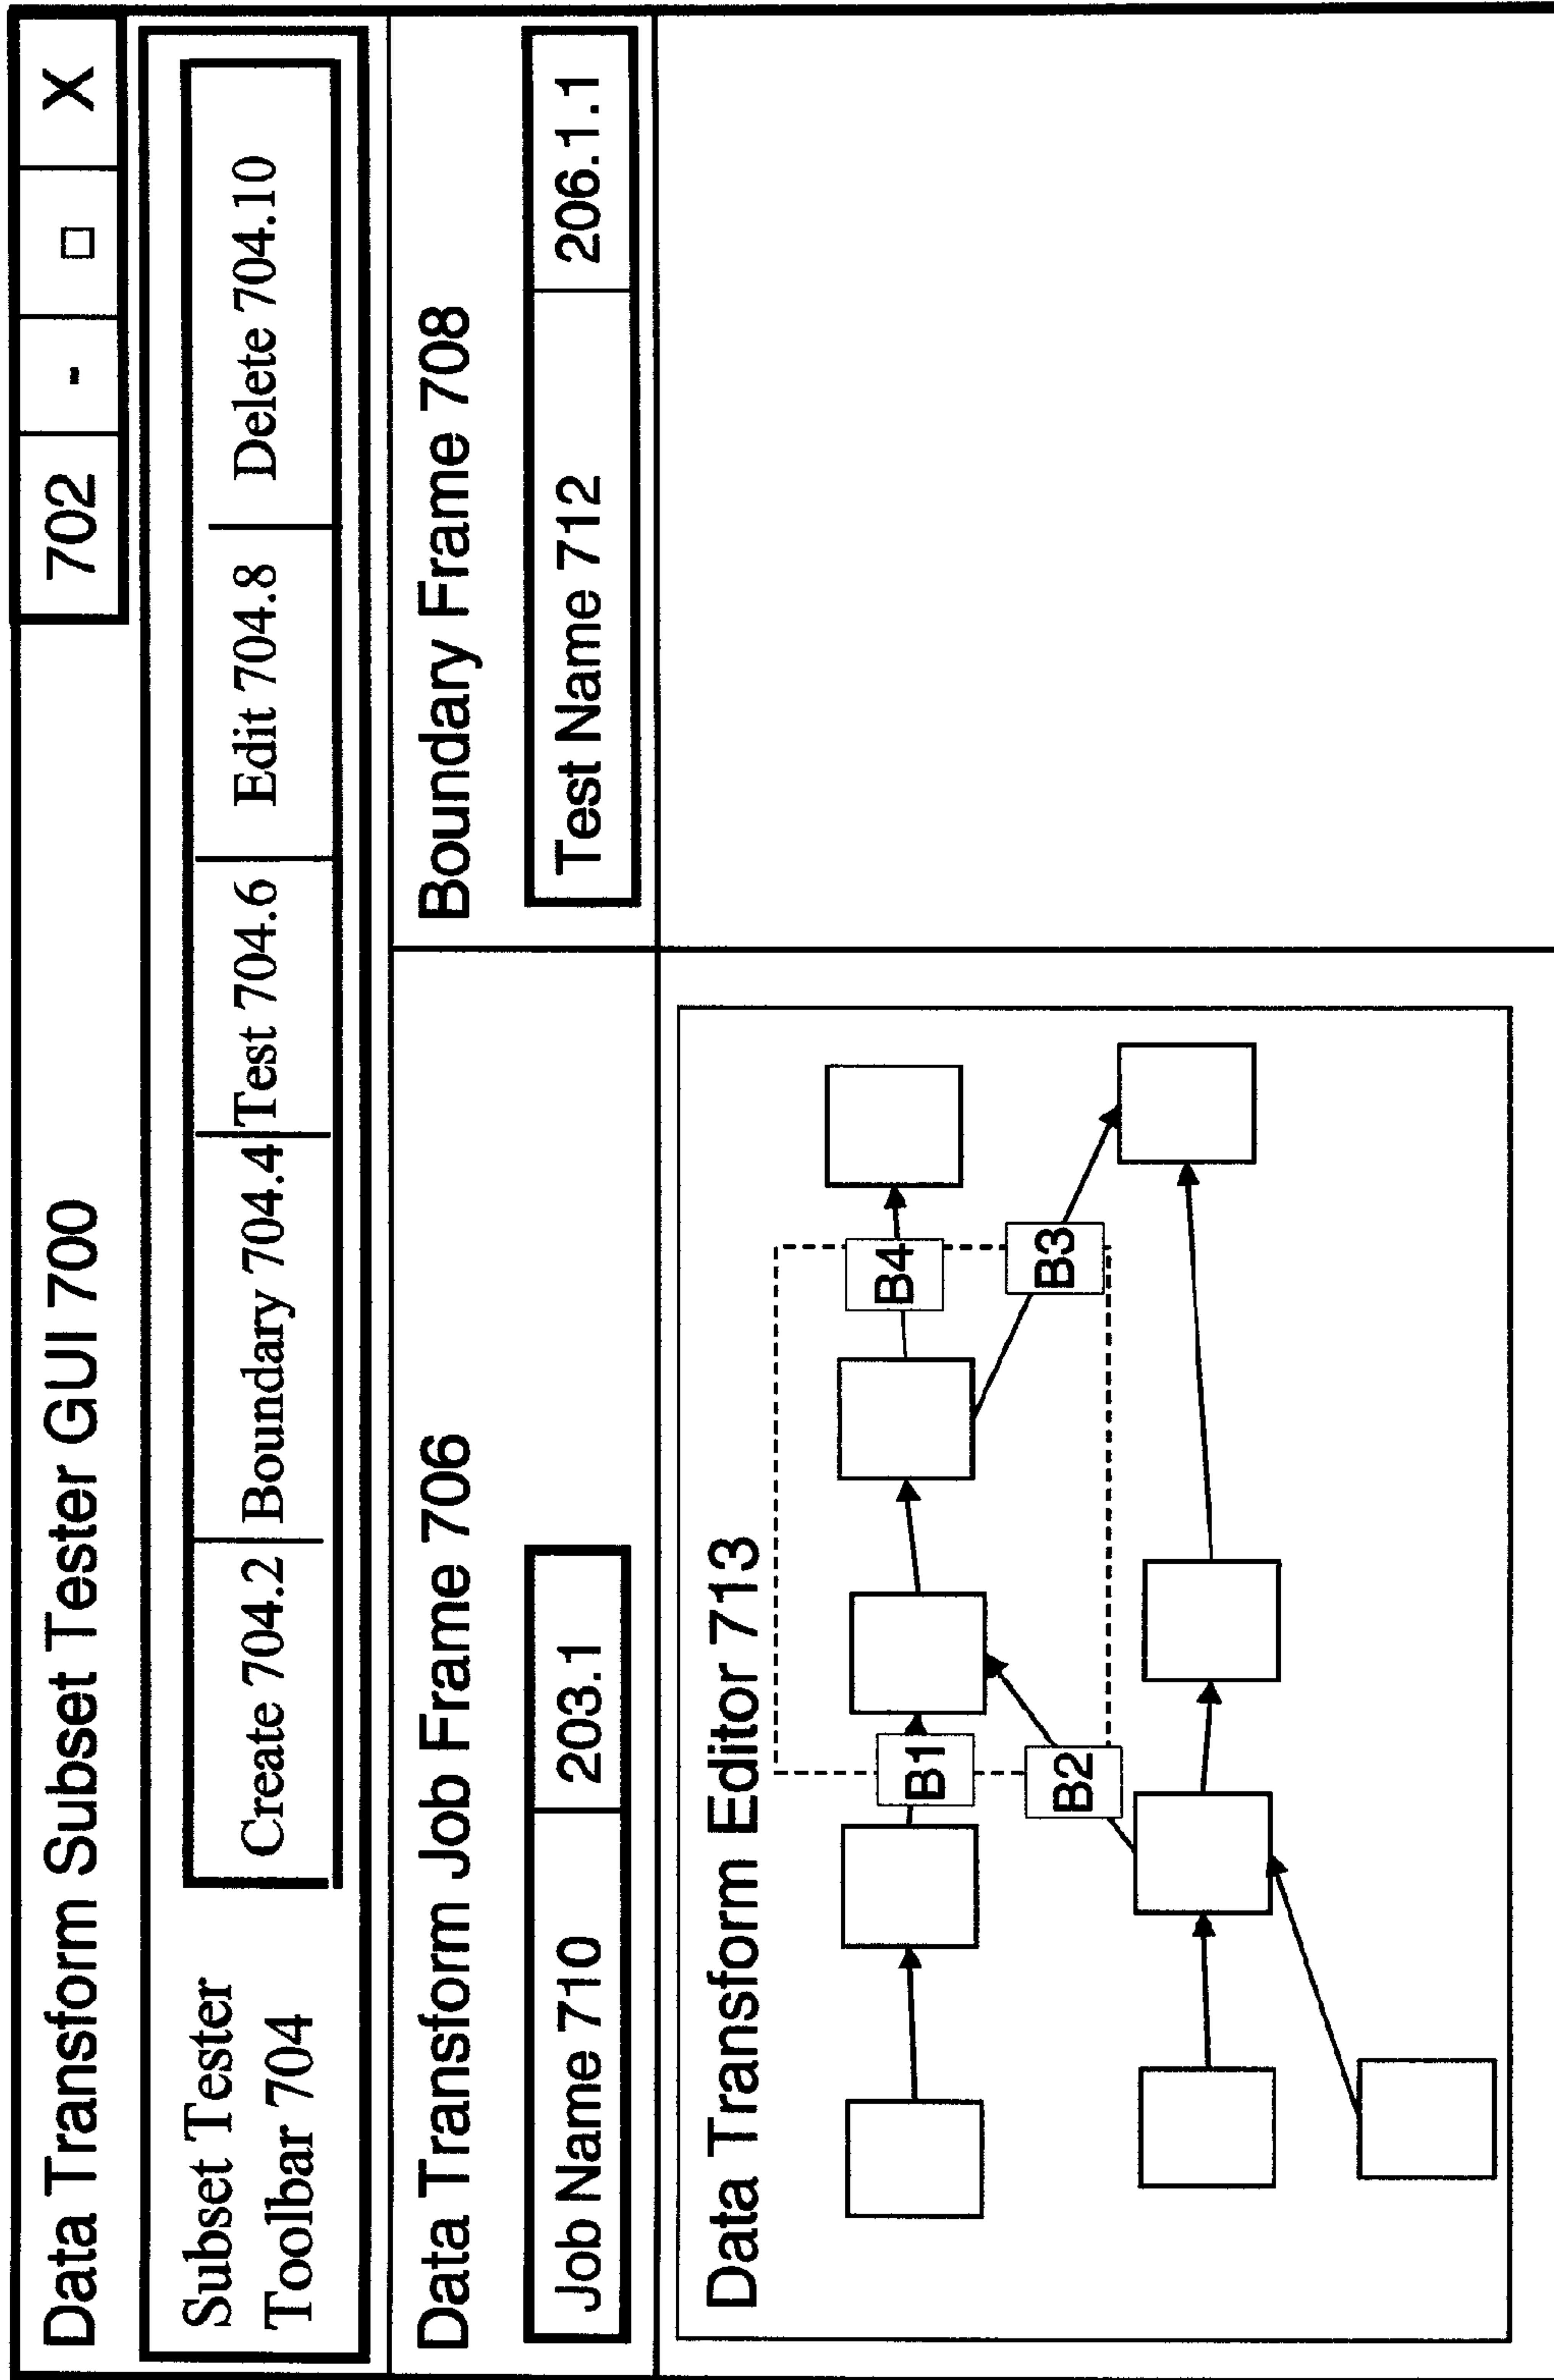 Data Transform Subset Tester GUI 700
702 - □ X
Subset Tester
Toolbar 704
Create 704.2 Boundary 704.4 Test 704.6 Edit 704.8 Delete 704.10
Data Transform Job Frame 706
Job Name 710 203.1
Boundary Frame 708
Test Name 712 206.1.1
Data Transform Editor 713
B1
B4
B2
B3